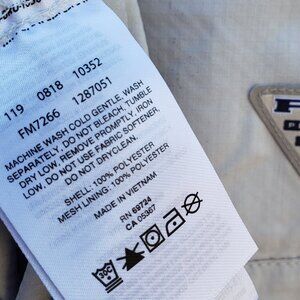 119 0818 10352
FM7266 1287051
MACHINE WASH COLD GENTLE, WASH
SEPARATELY, DO NOT BLEACH, TUMBLE
DRY LOW, REMOVE PROMPTLY, IRON
LOW. DO NOT USE FABRIC SOFTENER.
DO NOT DRYCLEAN.
SHELL: 100% POLYESTER
MESH LINING: 100% POLYESTER
MADE IN VIETNAM
RN 69724
CA 05367
30C